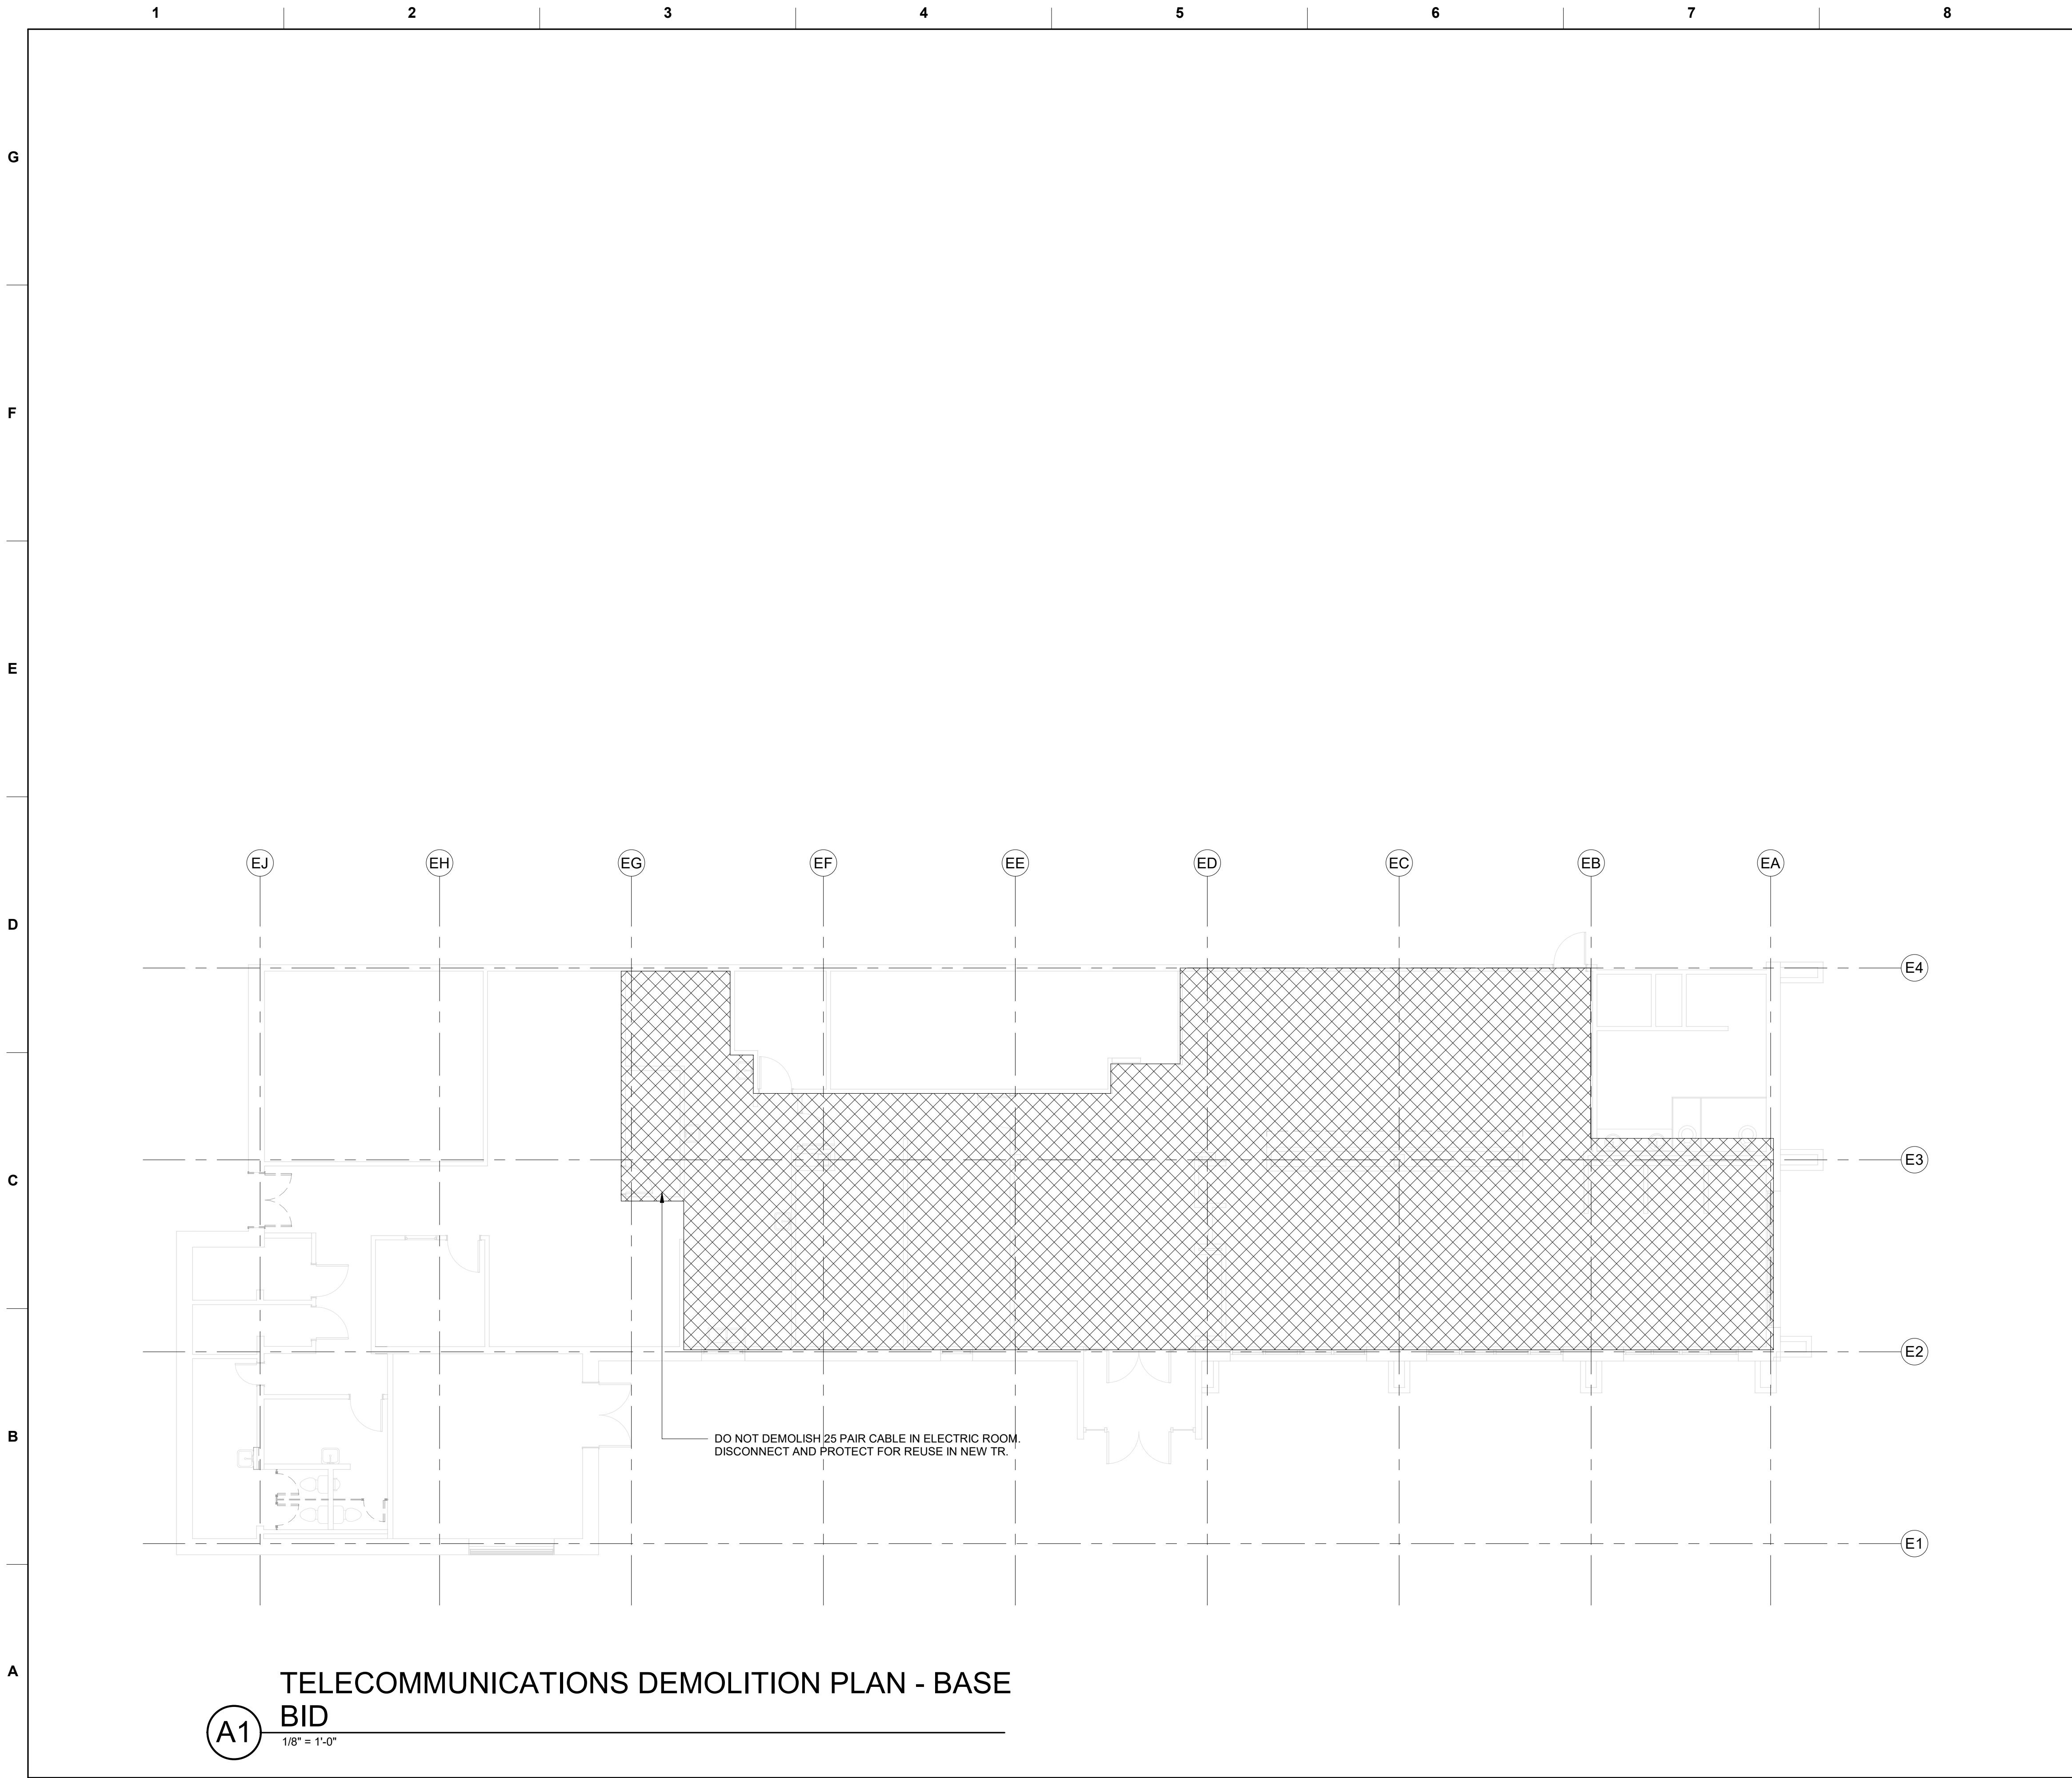 1 2 3 4 5 6 7 8
G
F
E
D
C
B
A
EJ EH EG EF EE ED EC EB EA
E4
E3
E2
E1
DO NOT DEMOLISH 25 PAIR CABLE IN ELECTRIC ROOM.
DISCONNECT AND PROTECT FOR REUSE IN NEW TR.
TELECOMMUNICATIONS DEMOLITION PLAN - BASE
BID
A1
1/8" = 1'-0"